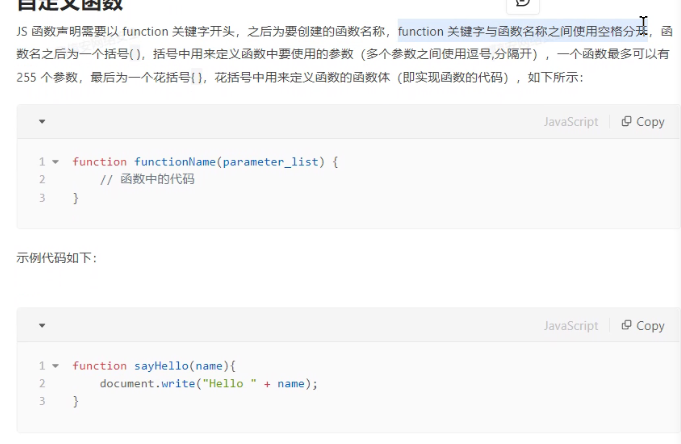 自定义函数
JS 函数声明需要以 function 关键字开头，之后为要创建的函数名称，function 关键字与函数名称之间使用空格分开，函
数名之后为一个括号( )，括号中用来定义函数中要使用的参数（多个参数之间使用逗号,分隔开），一个函数最多可以有
255 个参数，最后为一个花括号{ }，花括号中用来定义函数的函数体（即实现函数的代码），如下所示：
JavaScript Copy
1 function functionName(parameter_list) {
2 // 函数中的代码
3 }
示例代码如下：
JavaScript Copy
1 function sayHello(name){
2 document.write("Hello " + name);
3 }